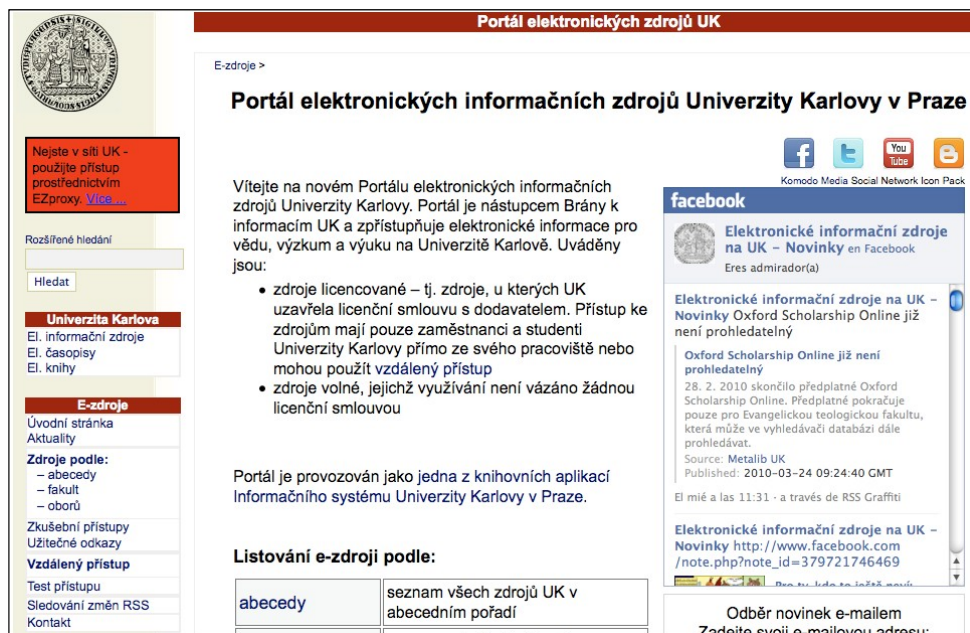 Portál elektronických zdrojů UK
E-zdroje >
Portál elektronických informačních zdrojů Univerzity Karlovy v Praze
Nejste v síti UK -
použijte přístup
prostřednictvím
EZproxy. Více ...
Rozšířené hledání
Hledat
Univerzita Karlova
El. informační zdroje
El. časopisy
El. knihy
E-zdroje
Úvodní stránka
Aktuality
Zdroje podle:
– abecedy
– fakult
– oborů
Zkušební přístupy
Užitečné odkazy
Vzdálený přístup
Test přístupu
Sledování změn RSS
Kontakt
Vítejte na novém Portálu elektronických informačních
zdrojů Univerzity Karlovy. Portál je nástupcem Brány k
informacím UK a zpřístupňuje elektronické informace pro
vědu, výzkum a výuku na Univerzitě Karlově. Uváděny
jsou:
• zdroje licencované – tj. zdroje, u kterých UK
uzavřela licenční smlouvu s dodavatelem. Přístup ke
zdrojům mají pouze zaměstnanci a studenti
Univerzity Karlovy přímo ze svého pracoviště nebo
mohou použít vzdálený přístup
• zdroje volné, jejichž využívání není vázáno žádnou
licenční smlouvou
Portál je provozován jako jedna z knihovních aplikací
Informačního systému Univerzity Karlovy v Praze.
Listování e-zdroji podle:
abecedy
seznam všech zdrojů UK v
abecedním pořadí
You
Tube
Komodo Media Social Network Icon Pack
facebook
Elektronické informační zdroje
na UK – Novinky en Facebook
Eres admirador(a)
Elektronické informační zdroje na UK –
Novinky Oxford Scholarship Online již
není prohledatelný
Oxford Scholarship Online již není
prohledatelný
28. 2. 2010 skončilo předplatné Oxford
Scholarship Online. Předplatné pokračuje
pouze pro Evangelickou teologickou fakultu,
která může ve vyhledávači databázi dále
prohledávat.
Source: Metalib UK
Published: 2010-03-24 09:24:40 GMT
El mié a las 11:31 · a través de RSS Graffiti
Elektronické informační zdroje na UK –
Novinky http://www.facebook.com
/note.php?note_id=379721746469
Pro ty, kdo to ještě
Odběr novinek e-mailem
Zadejte svoji e-mailovou adresu: